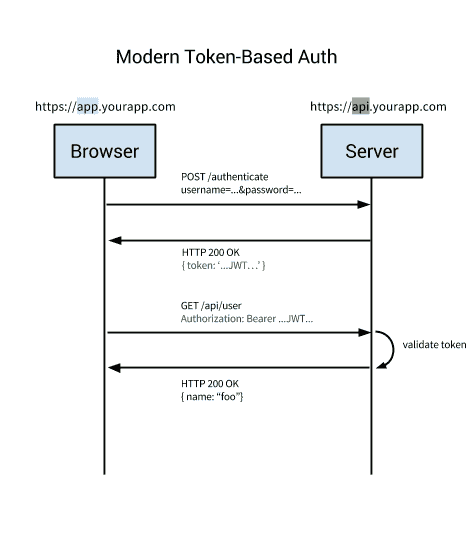 Modern Token-Based Auth
https://app.yourapp.com
https://api.yourapp.com
Browser
Server
POST /authenticate
username=...&password=...
HTTP 200 OK
{ token: ‘...JWT...’ }
GET /api/user
Authorization: Bearer ...JWT...
validate token
HTTP 200 OK
{ name: “foo”}